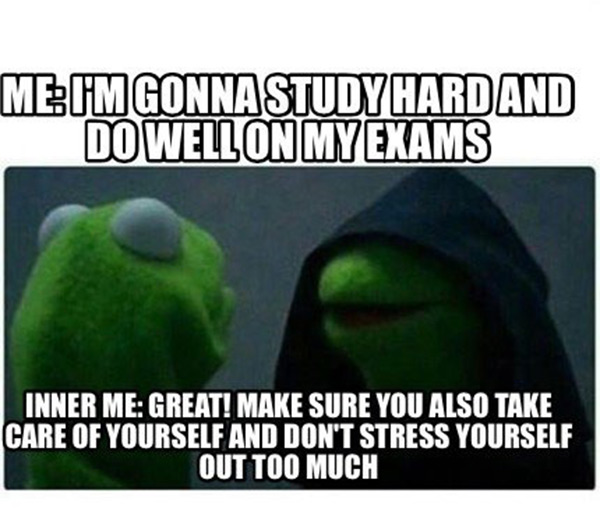 ME: I'M GONNA STUDY HARD AND
DO WELL ON MY EXAMS
INNER ME: GREAT! MAKE SURE YOU ALSO TAKE
CARE OF YOURSELF AND DON'T STRESS YOURSELF
OUT TOO MUCH